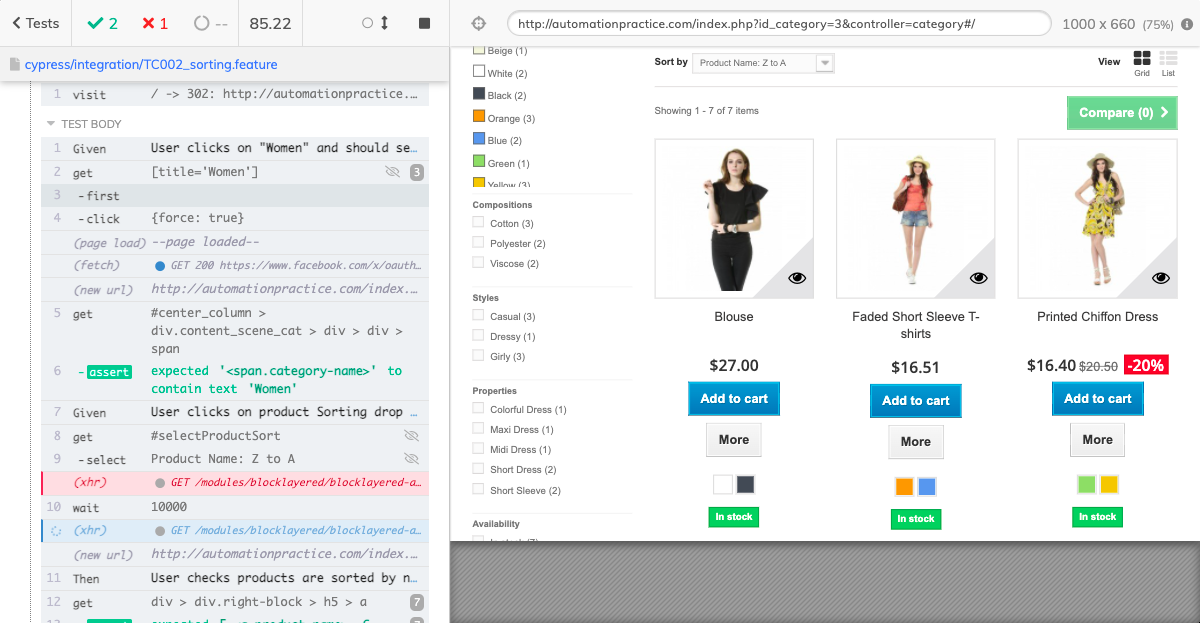 Tests
2
1
--
85.22
http://automationpractice.com/index.php?id_category=3&controller=category#/
1000 x 660 (75%)
cypress/integration/TC002_sorting.feature
1 visit / -> 302: http://automationpractice.…
TEST BODY
1 Given User clicks on "Women" and should se…
2 get [title='Women'] 3
3 -first
4 -click {force: true}
(page load) --page loaded--
(fetch) GET 200 https://www.facebook.com/x/oauth…
(new url) http://automationpractice.com/index.…
5 get #center_column >
div.content_scene_cat > div > div >
span
6 -assert expected '<span.category-name>' to
contain text 'Women'
7 Given User clicks on product Sorting drop …
8 get #selectProductSort
9 -select Product Name: Z to A
(xhr) GET /modules/blocklayered/blocklayered-a…
10 wait 10000
(xhr) GET /modules/blocklayered/blocklayered-a…
(new url) http://automationpractice.com/index.…
11 Then User checks products are sorted by n…
12 get div > div.right-block > h5 > a 7
Beige (1)
White (2)
Black (2)
Orange (3)
Blue (2)
Green (1)
Yellow (3)
Compositions
Cotton (3)
Polyester (2)
Viscose (2)
Styles
Casual (3)
Dressy (1)
Girly (3)
Properties
Colorful Dress (1)
Maxi Dress (1)
Midi Dress (1)
Short Dress (2)
Short Sleeve (2)
Availability
Sort by Product Name: Z to A
View
Grid List
Showing 1 - 7 of 7 items
Compare (0)
Blouse
$27.00
Add to cart
More
In stock
Faded Short Sleeve T-
shirts
$16.51
Add to cart
More
In stock
Printed Chiffon Dress
$16.40 $20.50 -20%
Add to cart
More
In stock